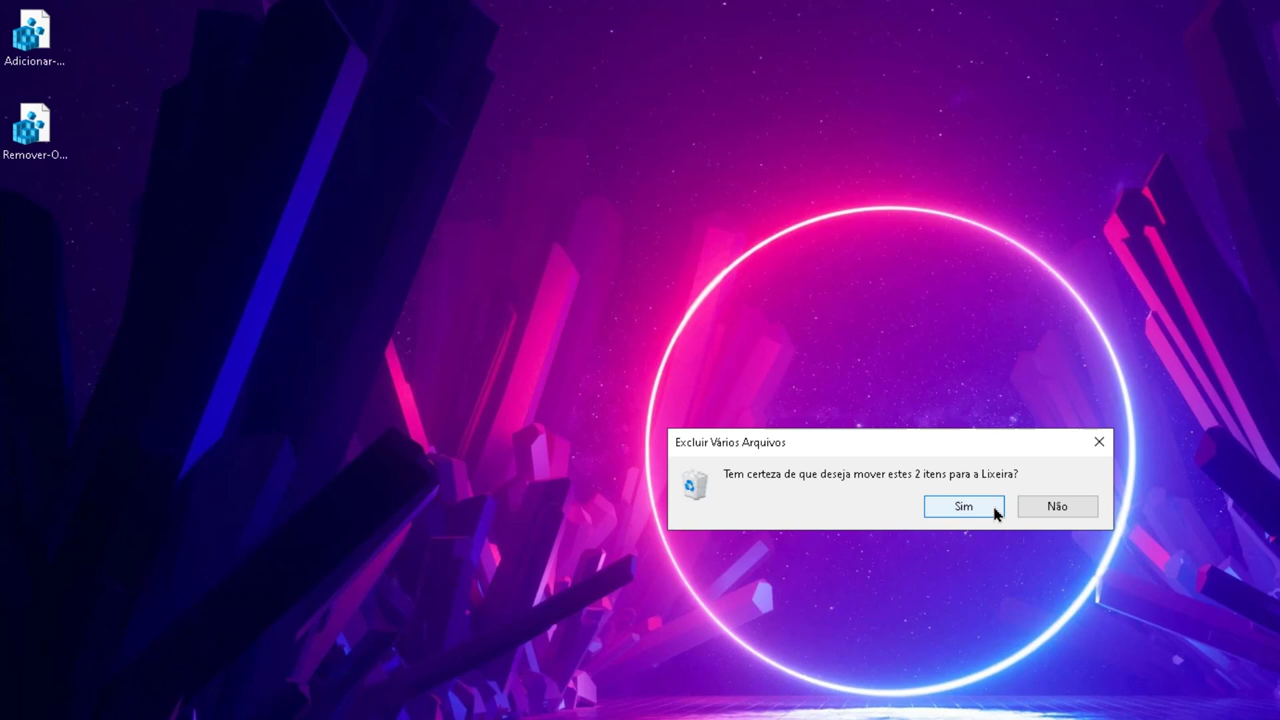 Adicionar-...
Remover-O...
Excluir Vários Arquivos
Tem certeza de que deseja mover estes 2 itens para a Lixeira?
Sim
Não